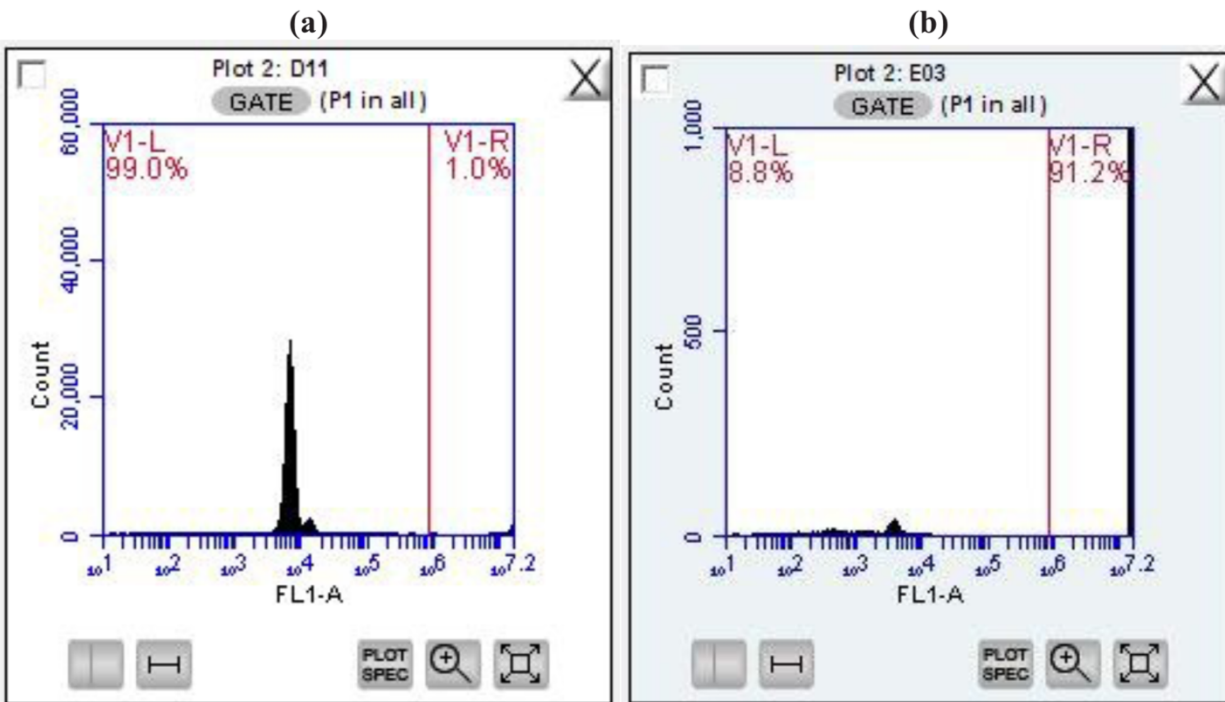 (a)
Plot 2: D11
GATE (P1 in all)
V1-L
99.0%
V1-R
1.0%
60,000
40,000
20,000
0
Count
10^1 10^2 10^3 10^4 10^5 10^6 10^7.2
FL1-A
PLOT
SPEC
(b)
Plot 2: E03
GATE (P1 in all)
V1-L
8.8%
V1-R
91.2%
1,000
500
0
Count
10^1 10^2 10^3 10^4 10^5 10^6 10^7.2
FL1-A
PLOT
SPEC